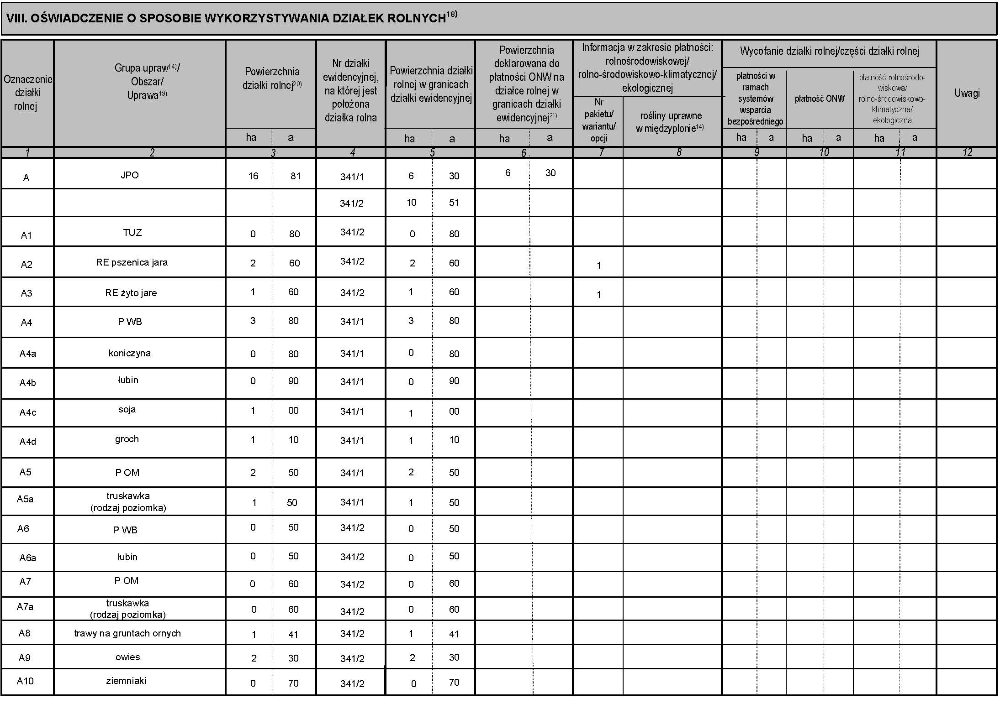 VIII. OŚWIADCZENIE O SPOSOBIE WYKORZYSTYWANIA DZIAŁEK ROLNYCH18)
Oznaczenie
działki
rolnej
Grupa upraw14)/
Obszar/
Uprawa19)
Powierzchnia
działki rolnej20)
ha a
Nr działki
ewidencyjnej,
na której jest
położona
działka rolna
Powierzchnia działki
rolnej w granicach
działki ewidencyjnej
ha a
Powierzchnia
deklarowana do
płatności ONW na
działce rolnej w
granicach działki
ewidencyjnej21)
ha a
Informacja w zakresie płatności:
rolnośrodowiskowej/
rolno-środowiskowo-klimatycznej/
ekologicznej
Nr
pakietu/
wariantu/
opcji
rośliny uprawne
w międzyplonie14)
Wycofanie działki rolnej/części działki rolnej
płatności w
ramach
systemów
wsparcia
bezpośredniego
ha a
płatność ONW
ha a
płatność rolnośrodo-
wiskowa/
rolno-środowiskowo-
klimatyczna/
ekologiczna
ha a
Uwagi
1 2 3 4 5 6 7 8 9 10 11 12
A JPO 16 81 341/1 6 30 6 30
341/2 10 51
A1 TUZ 0 80 341/2 0 80
A2 RE pszenica jara 2 60 341/2 2 60 1
A3 RE żyto jare 1 60 341/2 1 60 1
A4 P WB 3 80 341/1 3 80
A4a koniczyna 0 80 341/1 0 80
A4b łubin 0 90 341/1 0 90
A4c soja 1 00 341/1 1 00
A4d groch 1 10 341/1 1 10
A5 P OM 2 50 341/1 2 50
A5a truskawka
(rodzaj poziomka) 1 50 341/1 1 50
A6 P WB 0 50 341/2 0 50
A6a łubin 0 50 341/2 0 50
A7 P OM 0 60 341/2 0 60
A7a truskawka
(rodzaj poziomka) 0 60 341/2 0 60
A8 trawy na gruntach ornych 1 41 341/2 1 41
A9 owies 2 30 341/2 2 30
A10 ziemniaki 0 70 341/2 0 70